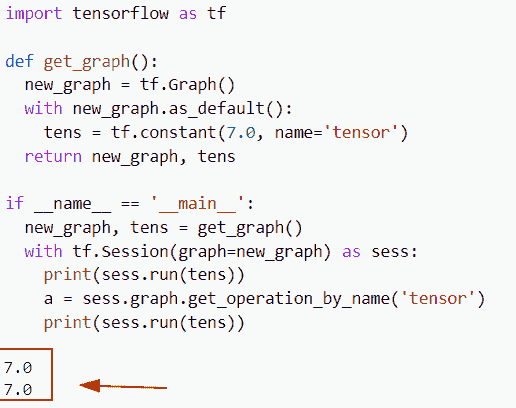 import tensorflow as tf
def get_graph():
  new_graph = tf.Graph()
  with new_graph.as_default():
    tens = tf.constant(7.0, name='tensor')
  return new_graph, tens
if __name__ == '__main__':
  new_graph, tens = get_graph()
  with tf.Session(graph=new_graph) as sess:
    print(sess.run(tens))
    a = sess.graph.get_operation_by_name('tensor')
    print(sess.run(tens))
7.0
7.0